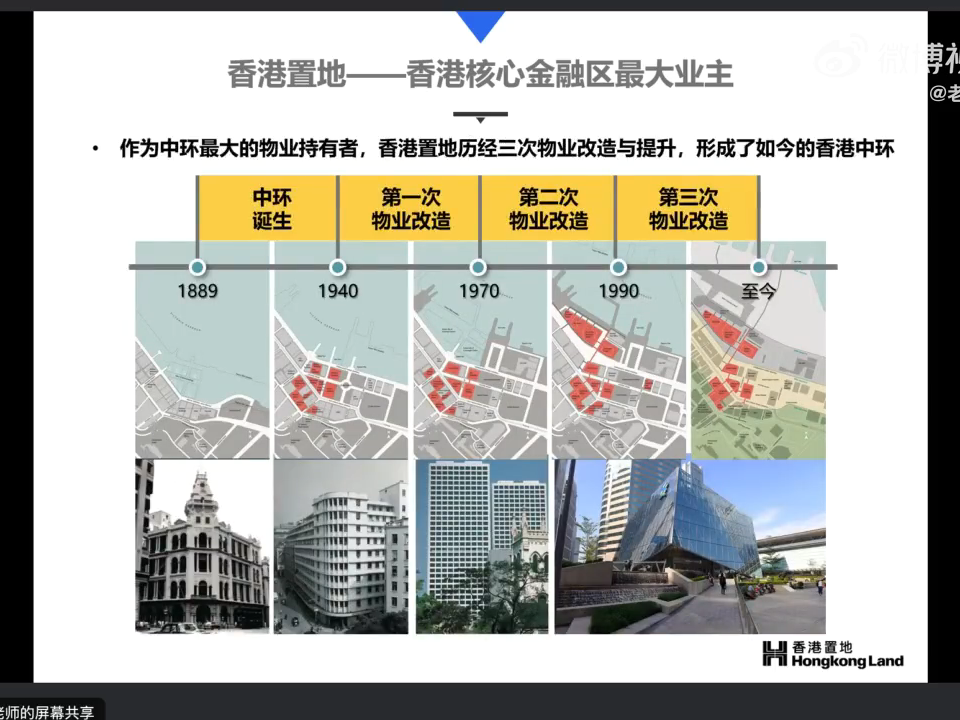 香港置地——香港核心金融区最大业主
微博视
@老
• 作为中环最大的物业持有者，香港置地历经三次物业改造与提升，形成了如今的香港中环
中环
诞生
第一次
物业改造
第二次
物业改造
第三次
物业改造
1889
1940
1970
1990
至今
香港置地
Hongkong Land
老师的屏幕共享